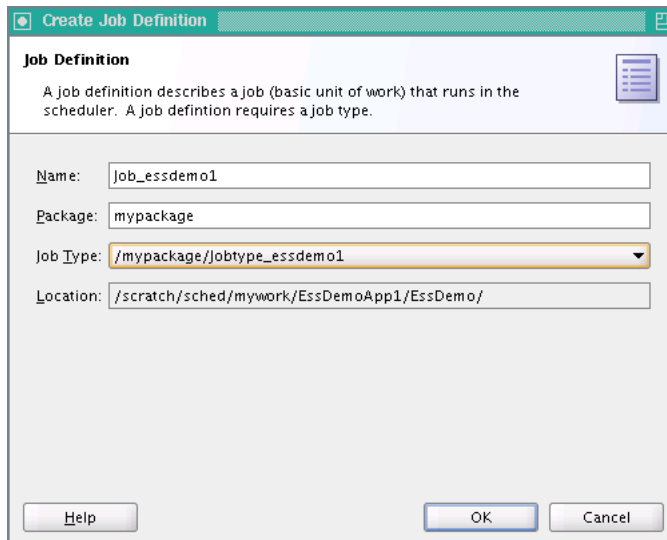 Create Job Definition
Job Definition
A job definition describes a job (basic unit of work) that runs in the
scheduler. A job defintion requires a job type.
Name: Job_essdemo1
Package: mypackage
Job Type: /mypackage/Jobtype_essdemo1
Location: /scratch/sched/mywork/EssDemoApp1/EssDemo/
Help OK Cancel